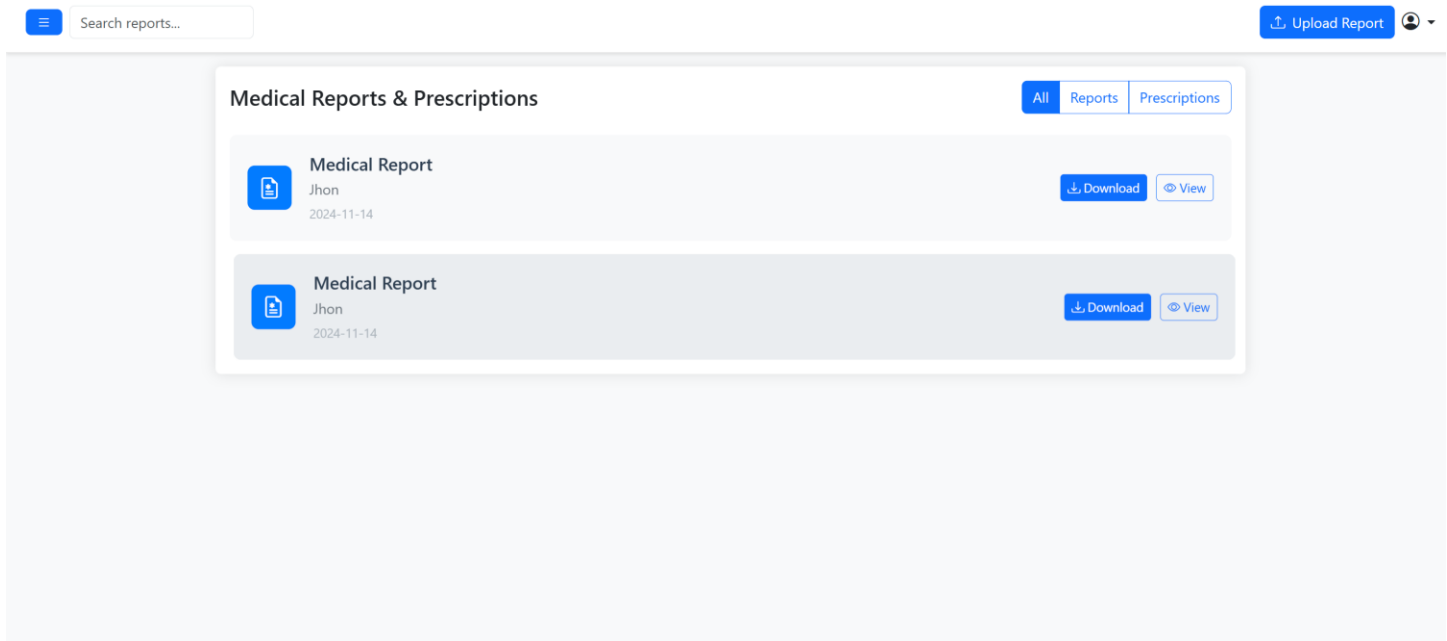 Search reports...
Upload Report
Medical Reports & Prescriptions
All Reports Prescriptions
Medical Report
Jhon
2024-11-14
Download View
Medical Report
Jhon
2024-11-14
Download View